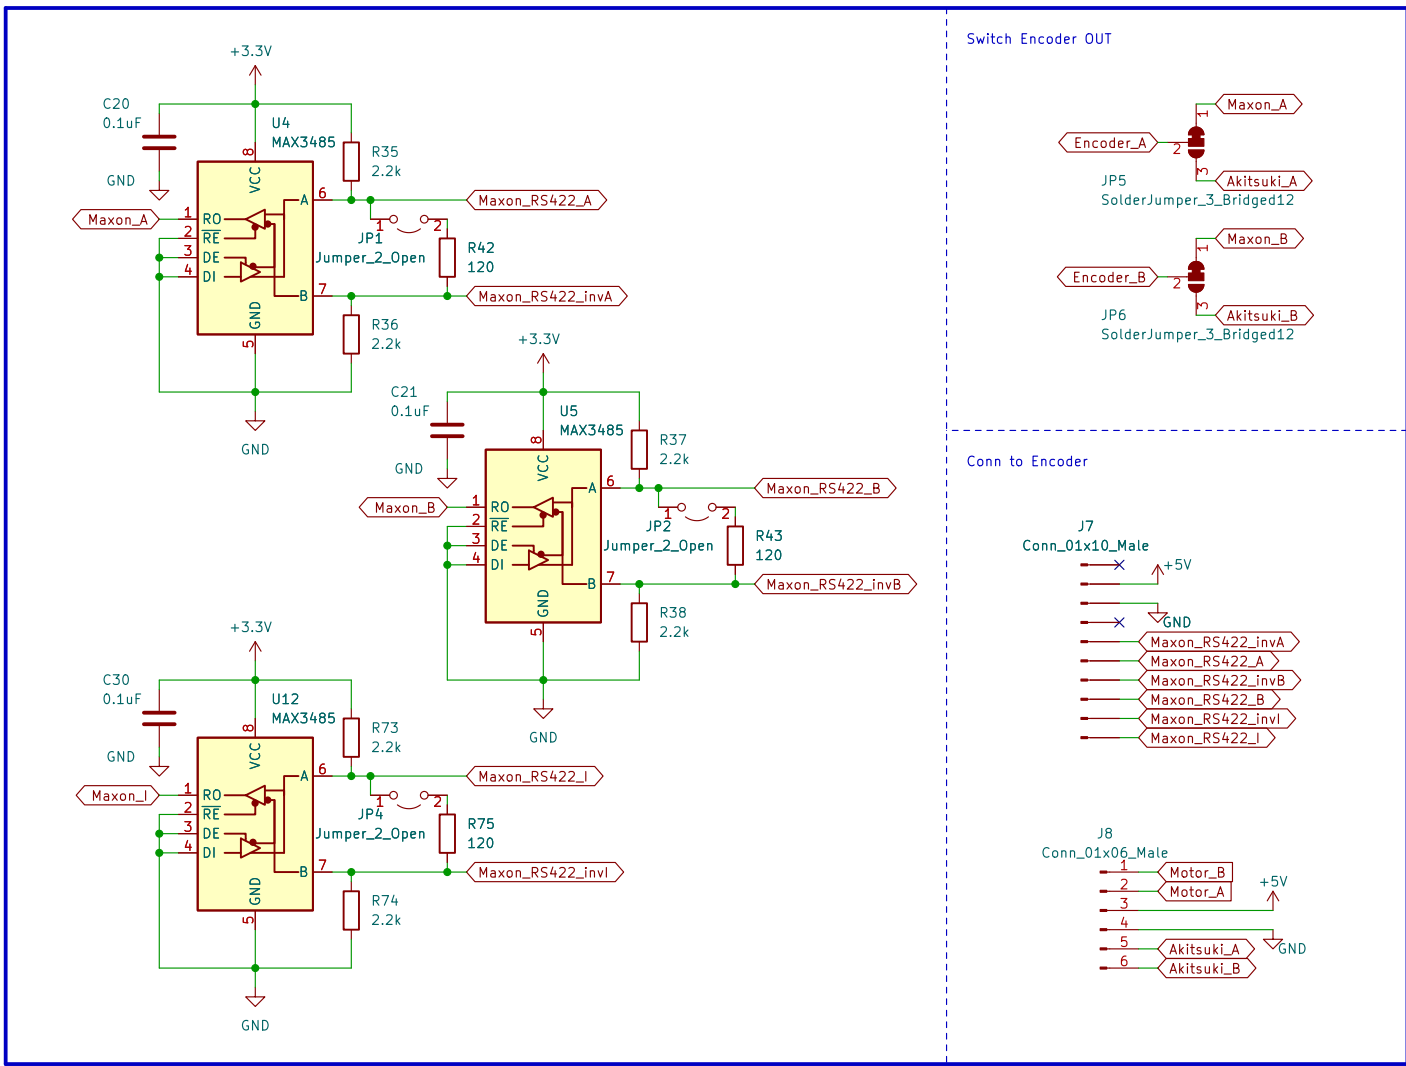 +3.3V
C20
0.1uF
GND
U4
MAX3485
8
VCC
R35
2.2k
Maxon_A
1
2
3
4
RO
RE
DE
DI
A
6
B
7
GND
5
Maxon_RS422_A
1
2
JP1
Jumper_2_Open
R42
120
Maxon_RS422_invA
R36
2.2k
GND
+3.3V
C21
0.1uF
GND
U5
MAX3485
8
VCC
R37
2.2k
Maxon_B
1
2
3
4
RO
RE
DE
DI
A
6
B
7
GND
5
Maxon_RS422_B
1
2
JP2
Jumper_2_Open
R43
120
Maxon_RS422_invB
R38
2.2k
GND
+3.3V
C30
0.1uF
GND
U12
MAX3485
8
VCC
R73
2.2k
Maxon_I
1
2
3
4
RO
RE
DE
DI
A
6
B
7
GND
5
Maxon_RS422_I
1
2
JP4
Jumper_2_Open
R75
120
Maxon_RS422_invI
R74
2.2k
GND
Switch Encoder OUT
Maxon_A
1
Encoder_A
2
3
Akitsuki_A
JP5
SolderJumper_3_Bridged12
Maxon_B
1
Encoder_B
2
3
Akitsuki_B
JP6
SolderJumper_3_Bridged12
Conn to Encoder
J7
Conn_01x10_Male
+5V
GND
Maxon_RS422_invA
Maxon_RS422_A
Maxon_RS422_invB
Maxon_RS422_B
Maxon_RS422_invI
Maxon_RS422_I
J8
Conn_01x06_Male
1 Motor_B
2 Motor_A
3 +5V
4 GND
5 Akitsuki_A
6 Akitsuki_B